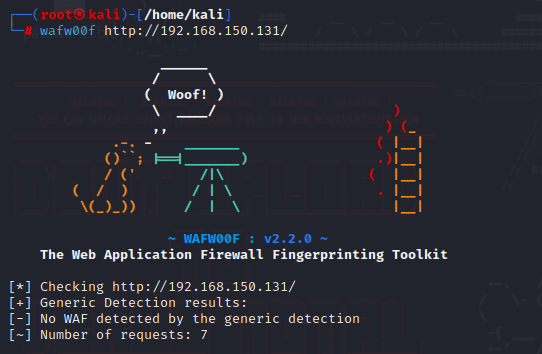 (root㉿kali)-[/home/kali]
# wafw00f http://192.168.150.131/
( Woof! )
~ WAFW00F : v2.2.0 ~
The Web Application Firewall Fingerprinting Toolkit
[*] Checking http://192.168.150.131/
[+] Generic Detection results:
[-] No WAF detected by the generic detection
[~] Number of requests: 7